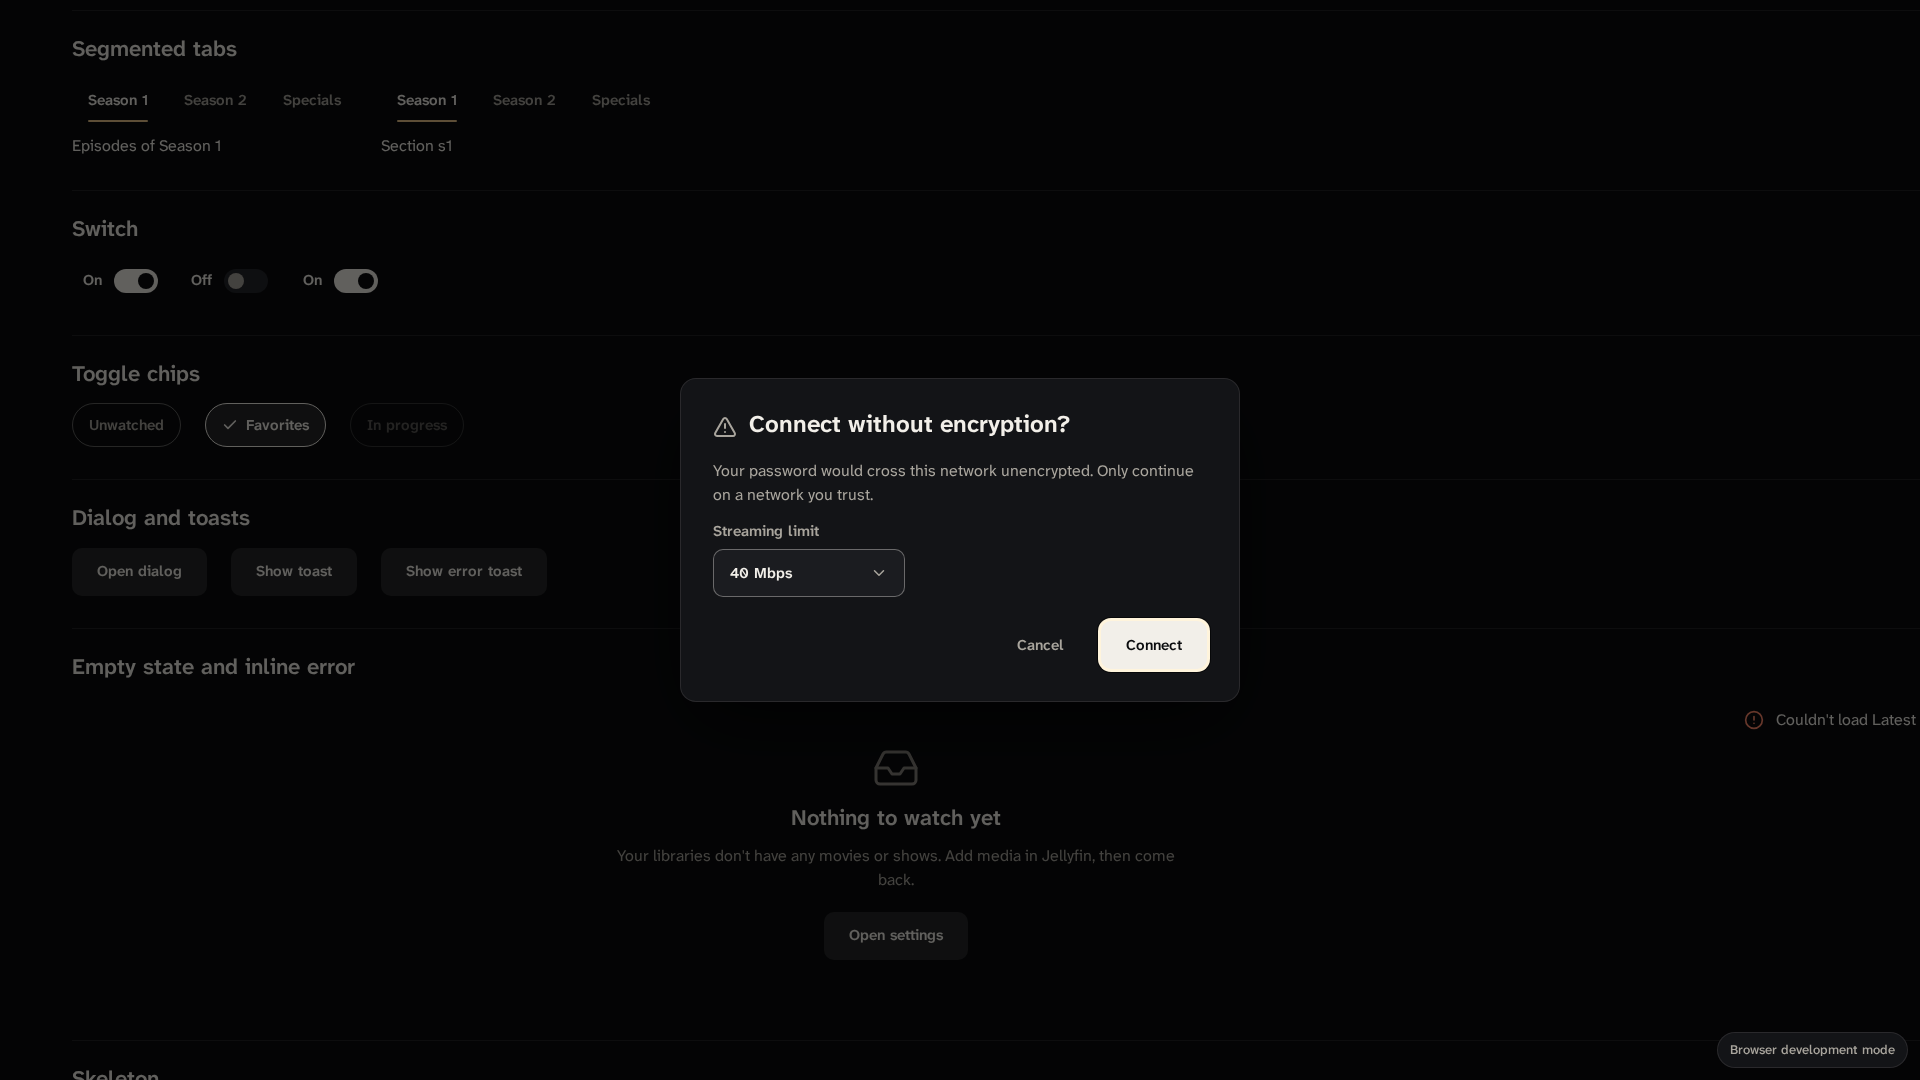 Segmented tabs
Season 1 Season 2 Specials Season 1 Season 2 Specials
Episodes of Season 1 Section s1
Switch
On Off On
Toggle chips
Unwatched Favorites In progress
Connect without encryption?
Your password would cross this network unencrypted. Only continue
on a network you trust.
Streaming limit
40 Mbps
Cancel Connect
Dialog and toasts
Open dialog Show toast Show error toast
Empty state and inline error
Couldn't load Latest
Nothing to watch yet
Your libraries don't have any movies or shows. Add media in Jellyfin, then come
back.
Open settings
Browser development mode
Skeleton